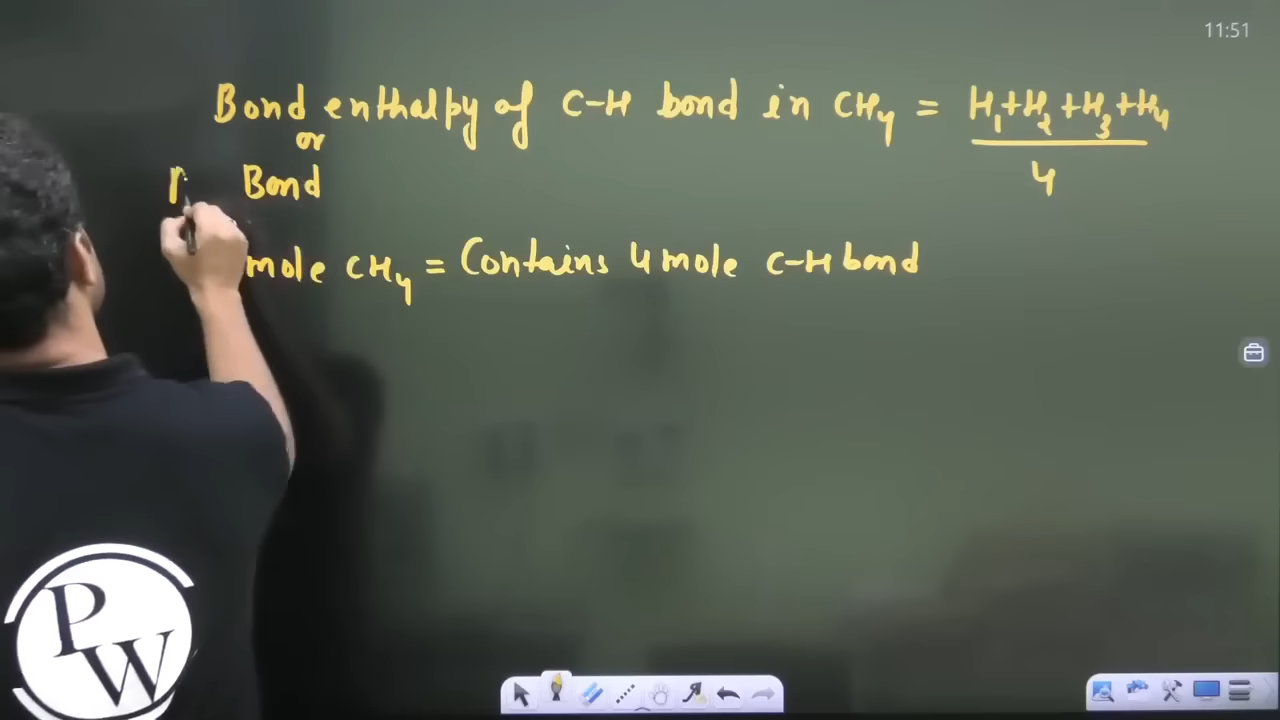 11:51
Bond enthalpy of C-H bond in CH4 = H1+H2+H3+H4
4
or
Bond
mole CH4 = Contains 4 mole C-H bond
PW